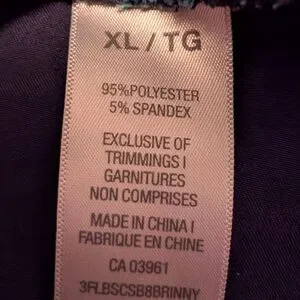 XL / TG
95%POLYESTER
5% SPANDEX
EXCLUSIVE OF
TRIMMINGS I
GARNITURES
NON COMPRISES
MADE IN CHINA I
FABRIQUE EN CHINE
CA 03961
3FLBSCSB8BRINNY